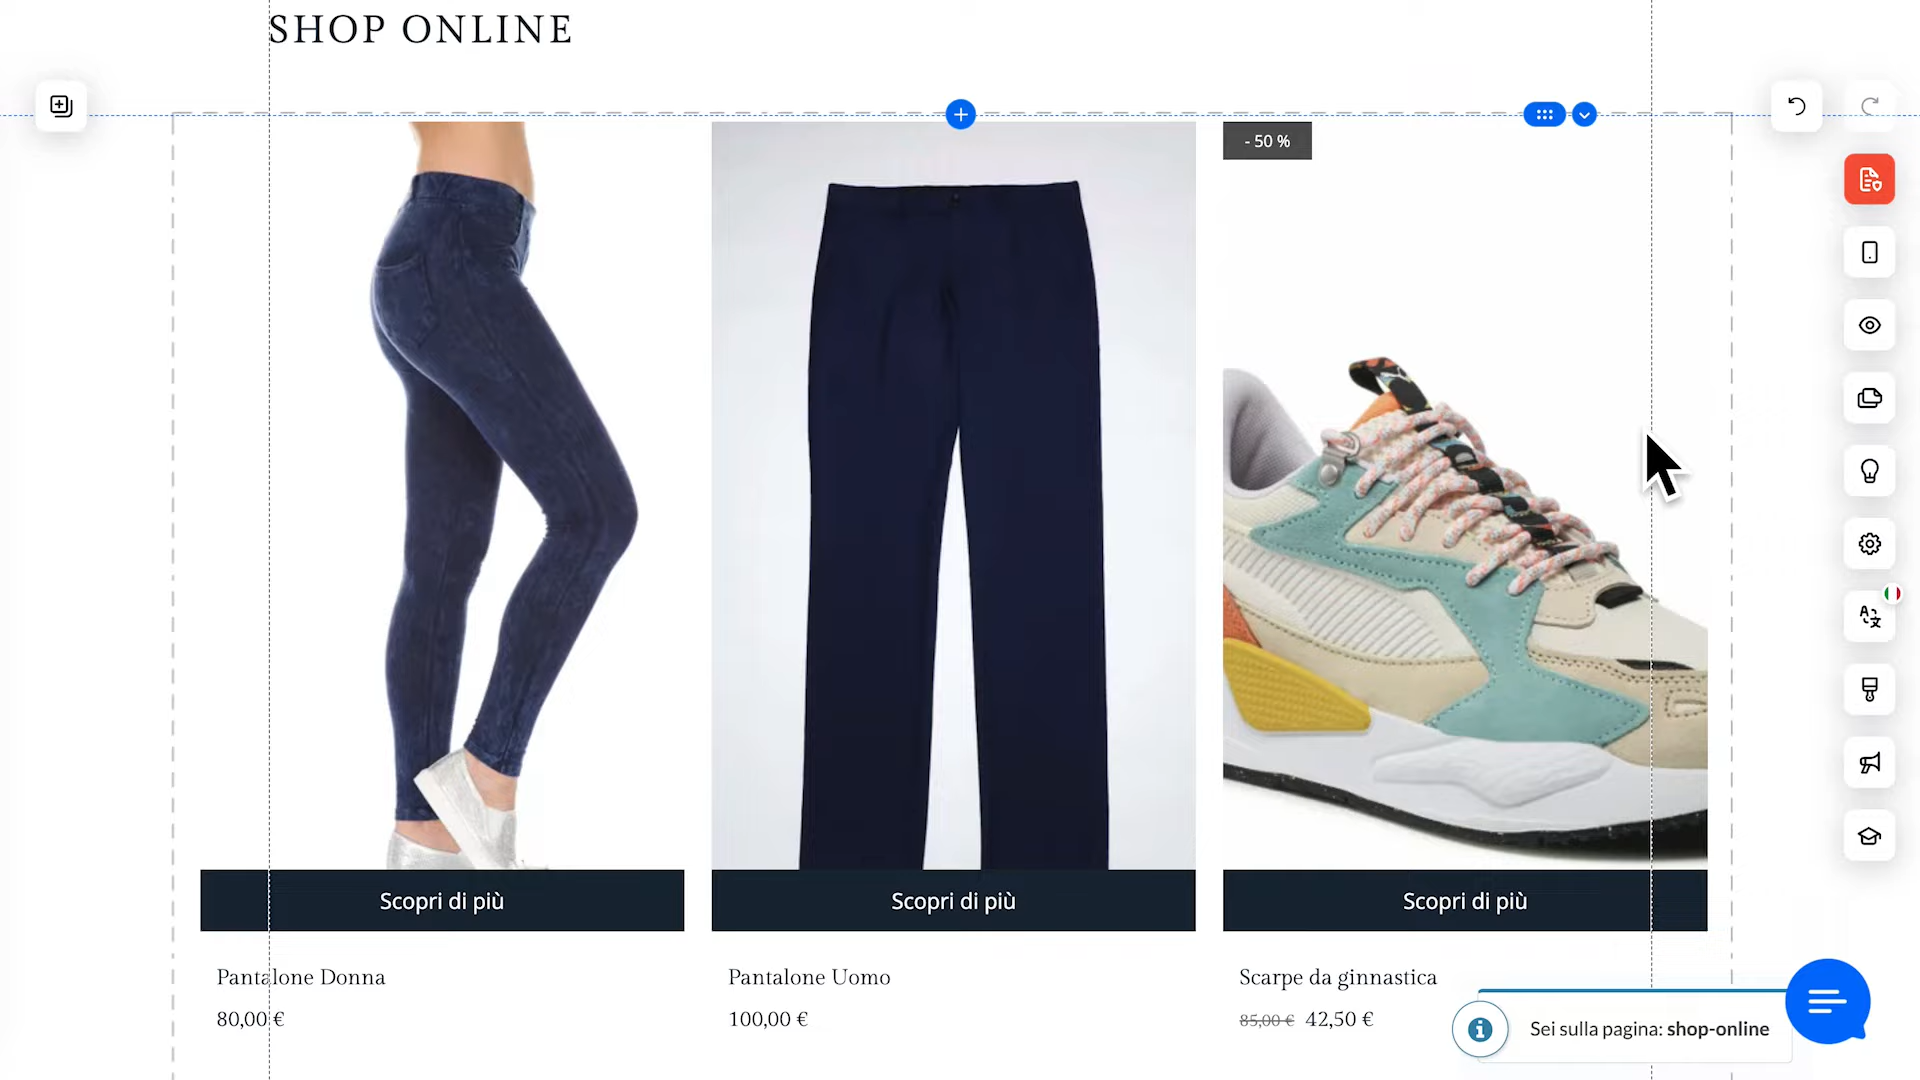 SHOP ONLINE
- 50 %
Scopri di più
Scopri di più
Scopri di più
Pantalone Donna
80,00 €
Pantalone Uomo
100,00 €
Scarpe da ginnastica
85,00 € 42,50 €
Sei sulla pagina: shop-online